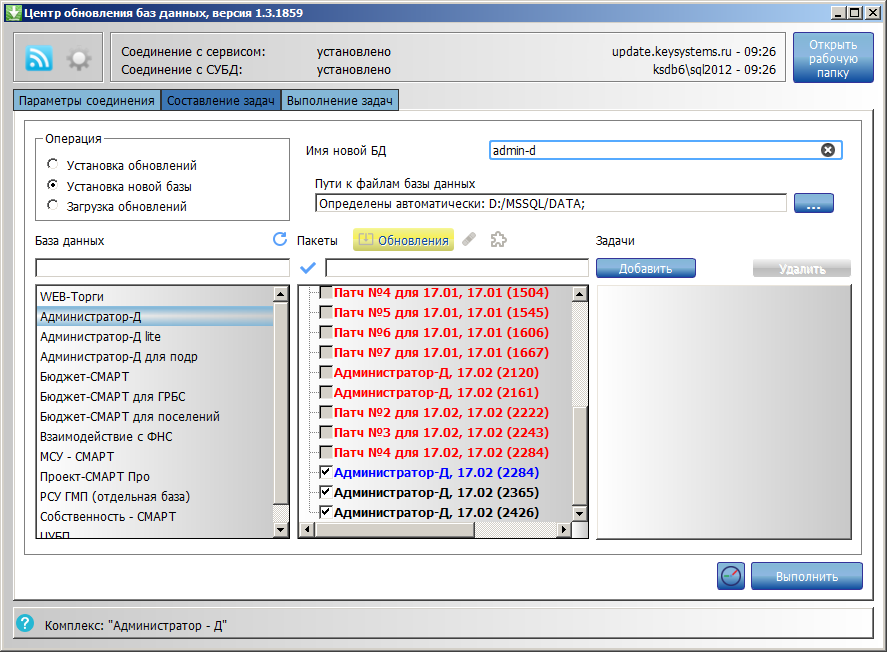 Центр обновления баз данных, версия 1.3.1859
Соединение с сервисом: установлено update.keysystems.ru - 09:26
Соединение с СУБД: установлено ksdb6\sql2012 - 09:26
Открыть
рабочую
папку
Параметры соединения
Составление задач
Выполнение задач
Операция
Установка обновлений
Установка новой базы
Загрузка обновлений
Имя новой БД
admin-d
Пути к файлам базы данных
Определены автоматически: D:/MSSQL/DATA;
...
База данных
Пакеты
Обновления
Задачи
Добавить
Удалить
WEB-Торги
Администратор-Д
Администратор-Д lite
Администратор-Д для подр
Бюджет-СМАРТ
Бюджет-СМАРТ для ГРБС
Бюджет-СМАРТ для поселений
Взаимодействие с ФНС
МСУ - СМАРТ
Проект-СМАРТ Про
РСУ ГМП (отдельная база)
Собственность - СМАРТ
Патч №4 для 17.01, 17.01 (1504)
Патч №5 для 17.01, 17.01 (1545)
Патч №6 для 17.01, 17.01 (1606)
Патч №7 для 17.01, 17.01 (1667)
Администратор-Д, 17.02 (2120)
Администратор-Д, 17.02 (2161)
Патч №2 для 17.02, 17.02 (2222)
Патч №3 для 17.02, 17.02 (2243)
Патч №4 для 17.02, 17.02 (2284)
Администратор-Д, 17.02 (2284)
Администратор-Д, 17.02 (2365)
Администратор-Д, 17.02 (2426)
Выполнить
? Комплекс: "Администратор - Д"